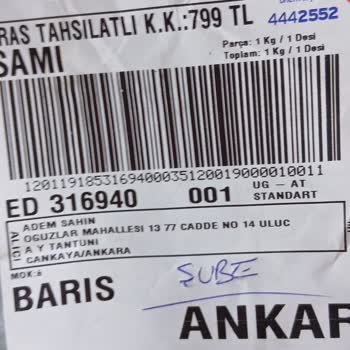 RAS TAHSILATLI K.K.:799 TL
4442552
SAMI
Parça: 1 Kg / 1 Desi
Toplam: 1 Kg / 1 Desi
1201191853169400035120019000010011
ED 316940 001 UG - AT
STANDART
ALICI
ADEM SAHIN
OGUZLAR MAHALLESI 13 77 CADDE NO 14 ULUC
A Y TANTUNI
CANKAYA/ANKARA
MOK:
BARIS
ŞUBE
ANKAR